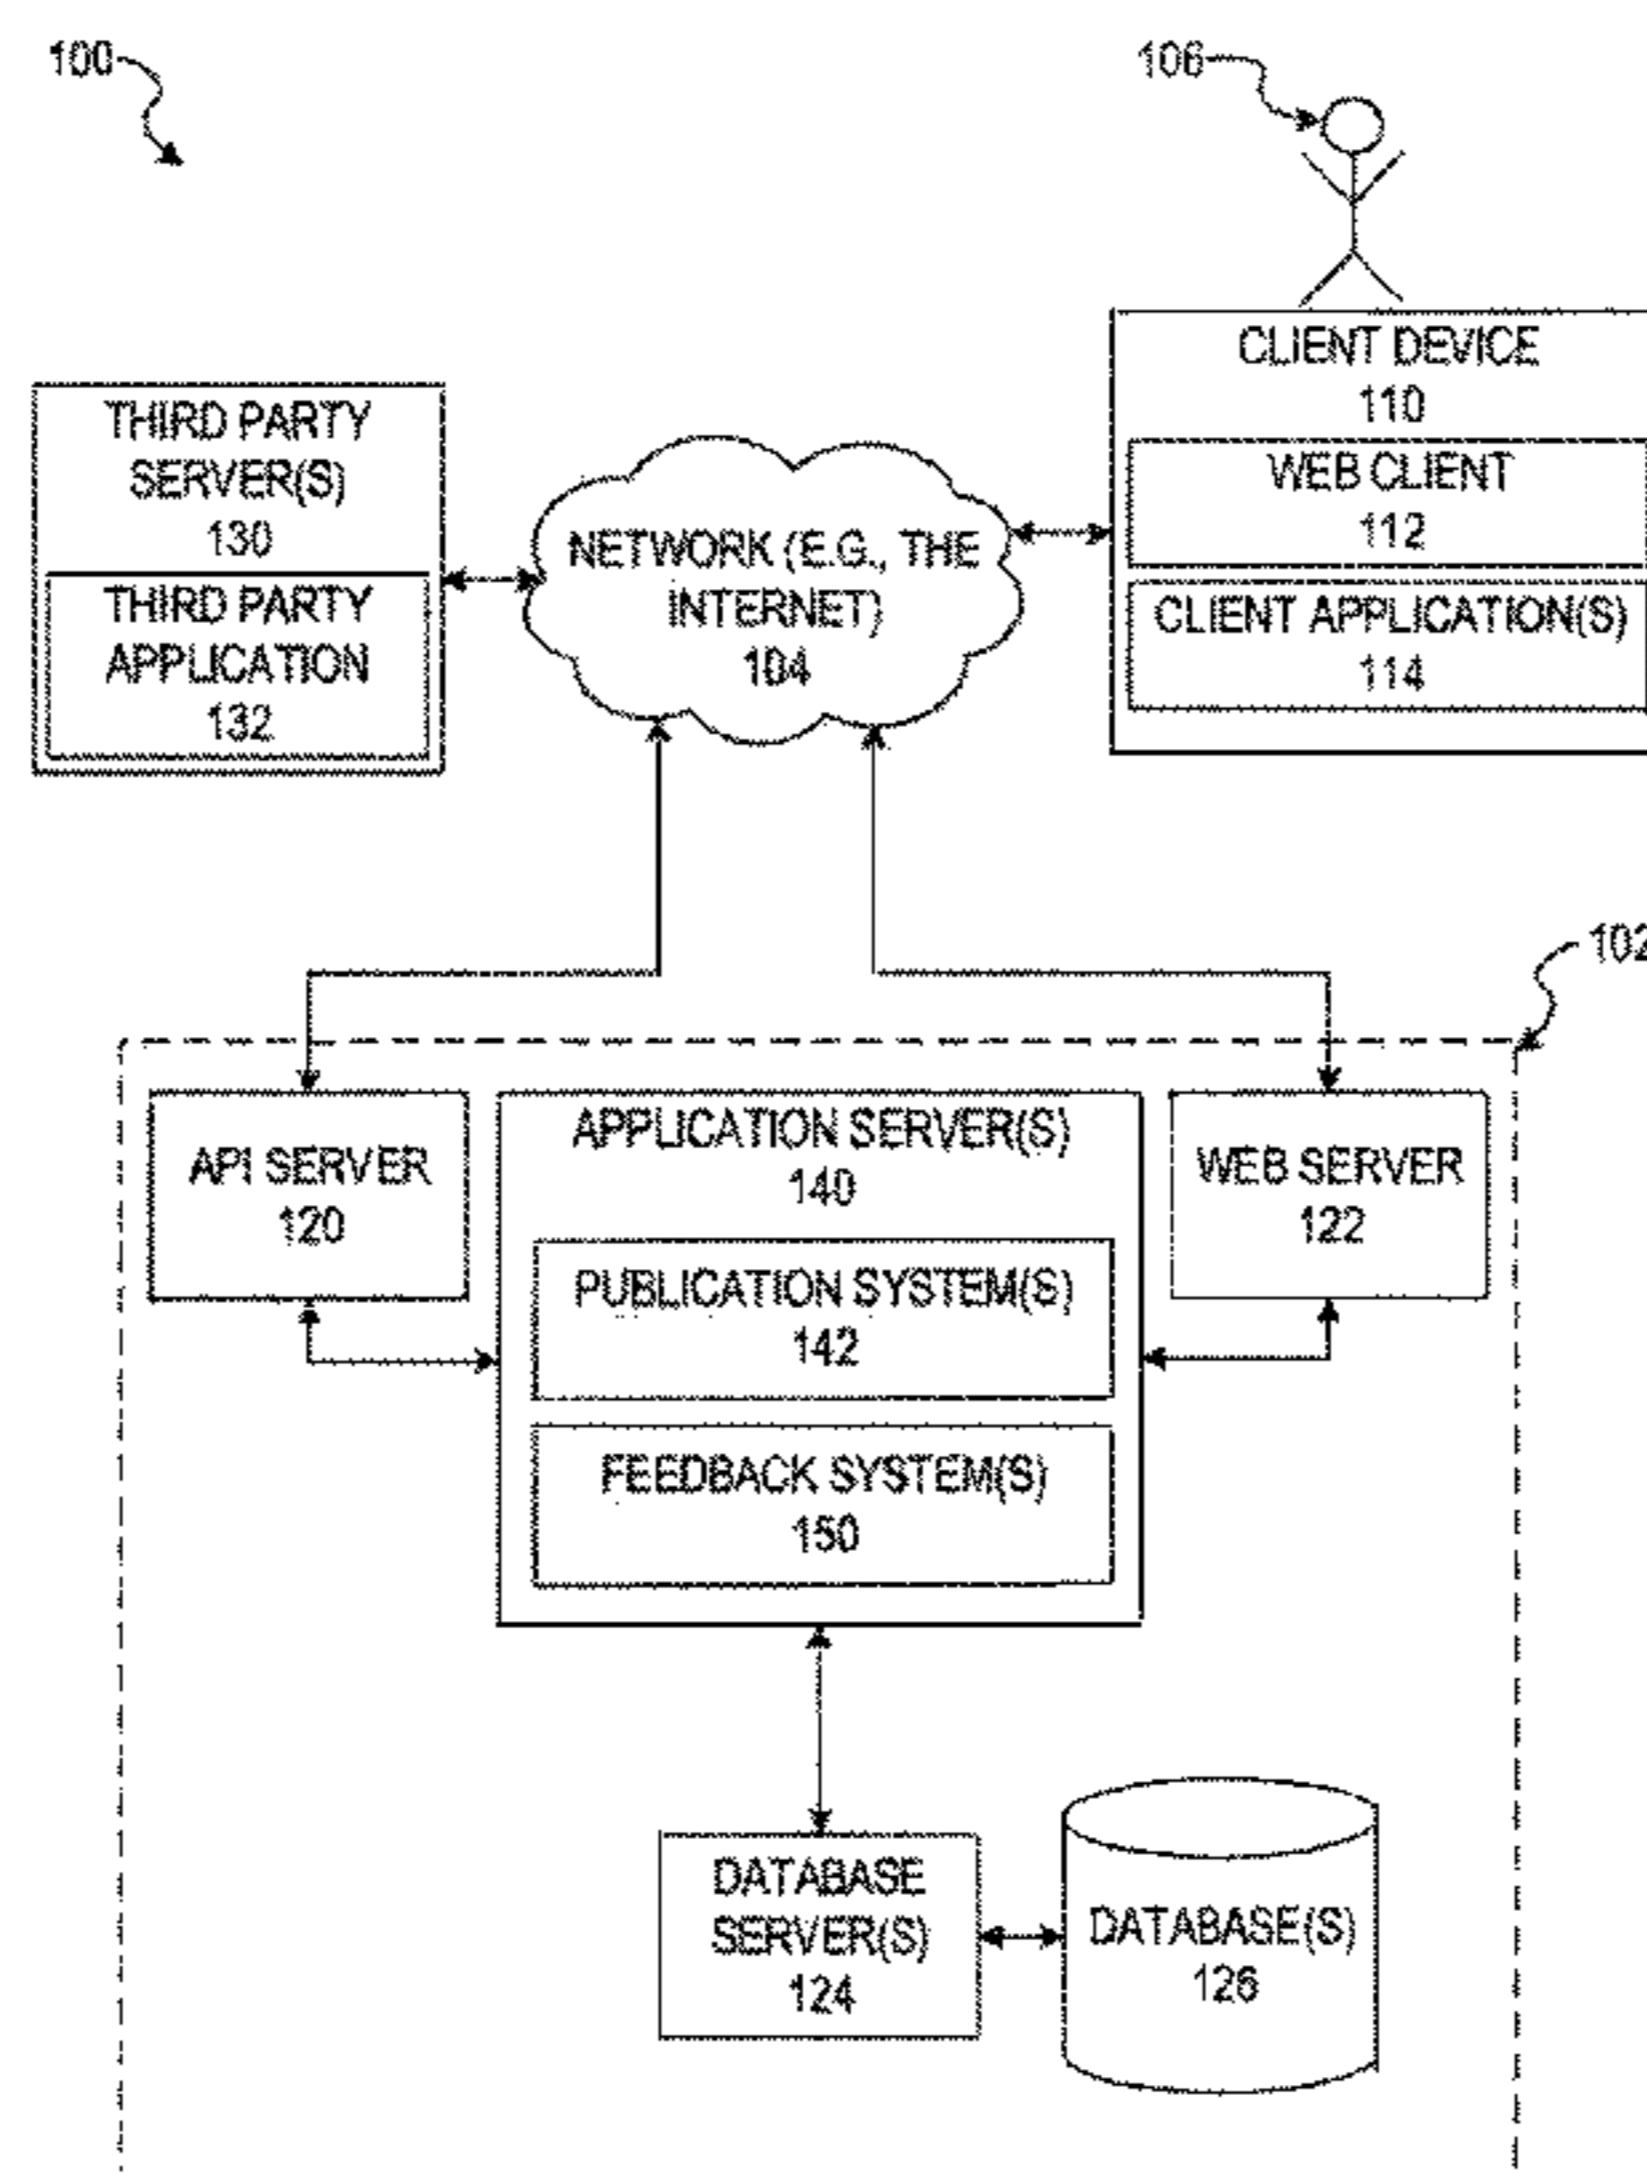 100
106
CLIENT DEVICE
110
WEB CLIENT
112
CLIENT APPLICATION(S)
114
THIRD PARTY
SERVER(S)
130
THIRD PARTY
APPLICATION
132
NETWORK (E.G., THE
INTERNET)
104
102
API SERVER
120
APPLICATION SERVER(S)
140
PUBLICATION SYSTEM(S)
142
FEEDBACK SYSTEM(S)
150
WEB SERVER
122
DATABASE
SERVER(S)
124
DATABASE(S)
126